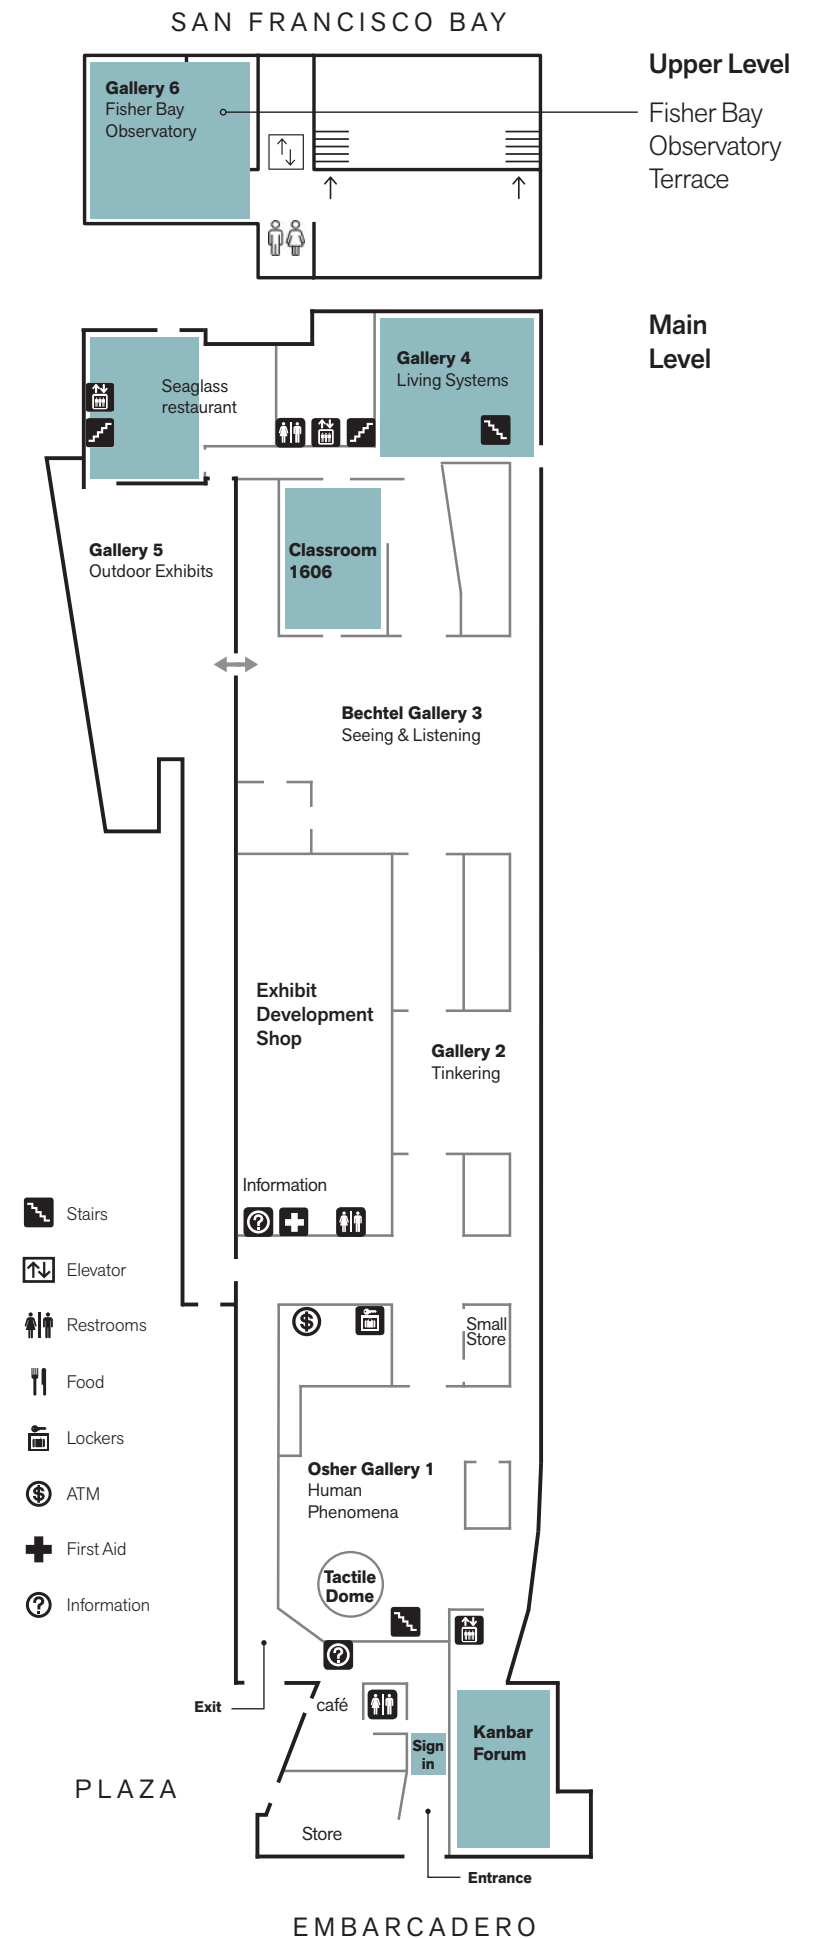 SAN FRANCISCO BAY
Upper Level
Fisher Bay
Observatory
Terrace
Gallery 6
Fisher Bay
Observatory
Main
Level
Gallery 4
Living Systems
Seaglass
restaurant
Gallery 5
Outdoor Exhibits
Classroom
1606
Bechtel Gallery 3
Seeing & Listening
Exhibit
Development
Shop
Gallery 2
Tinkering
Information
Stairs
Elevator
Restrooms
Food
Lockers
ATM
First Aid
Information
Small
Store
Osher Gallery 1
Human
Phenomena
Tactile
Dome
Exit
café
Sign
in
Kanbar
Forum
PLAZA
Store
Entrance
EMBARCADERO